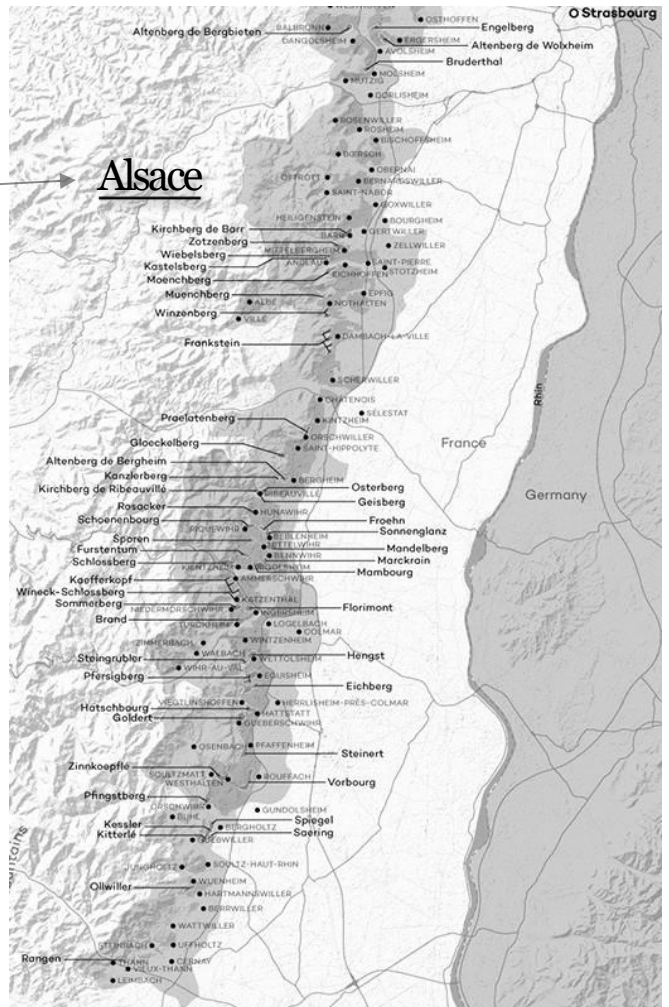 OSTHOFFEN
Strasbourg
BALBRONN
Engelberg
Altenberg de Bergbieten
DANGOLSHEIM
ERGERSHEIM
Altenberg de Wolxheim
AVOLSHEIM
Bruderthal
MOLSHEIM
MUTZIG
DORLISHEIM
ROSENWILLER
ROSHEIM
BISCHOFFSHEIM
BŒRSCH
Alsace
OBERNAI
OTTROTT
BERNARDSWILLER
SAINT-NABOR
GOXWILLER
HEILIGENSTEIN
BOURGHEIM
Kirchberg de Barr
BARR
GERTWILLER
Zotzenberg
ZELLWILLER
Wiebelsberg
MITTELBERGHEIM
Kastelsberg
ANDLAU
SAINT-PIERRE
EICHHOFFEN
STOTZHEIM
Moenchberg
Muenchberg
ALBÉ
EPFIG
NOTHALTEN
Winzenberg
VILLÉ
Frankstein
DAMBACH-LA-VILLE
SCHERWILLER
Rhin
CHATENOIS
SÉLESTAT
Praelatenberg
KINTZHEIM
ORSCHWILLER
France
Gloeckelberg
SAINT-HIPPOLYTE
Altenberg de Bergheim
Kanzlerberg
BERGHEIM
Kirchberg de Ribeauvillé
Osterberg
RIBEAUVILLÉ
Geisberg
Germany
Rosacker
HUNAWIHR
Schoenenbourg
Froehn
RIQUEWIHR
Sonnenglanz
Sporen
BEBLENHEIM
MITTELWIHR
Mandelberg
Furstentum
BENNWIHR
Marckrain
Schlossberg
KIENTZHEIM
SIGOLSHEIM
Mambourg
Kaefferkopf
AMMERSCHWIHR
Wineck-Schlossberg
KATZENTHAL
Sommerberg
NIEDERMORSCHWIHR
Florimont
INGERSHEIM
Brand
TURCKHEIM
LOGELBACH
COLMAR
ZIMMERBACH
WINTZENHEIM
WALBACH
Hengst
Steingrubler
WETTOLSHEIM
WIHR-AU-VAL
Pfersigberg
EGUISHEIM
Eichberg
VŒGTLINSHOFFEN
HERRLISHEIM-PRÈS-COLMAR
Hatschbourg
HATTSTATT
Goldert
GUEBERSCHWIHR
OSENBACH
PFAFFENHEIM
Steinert
Zinnkoepflé
SOULTZMATT
ROUFFACH
WESTHALTEN
Vorbourg
Pfingstberg
ORSCHWIHR
GUNDOLSHEIM
BUHL
Spiegel
Kessler
BERGHOLTZ
Kitterlé
Saering
GUEBWILLER
JUNGHOLTZ
SOULTZ-HAUT-RHIN
WUENHEIM
Ollwiller
HARTMANNSWILLER
BERRWILLER
WATTWILLER
STEINBACH
UFFHOLTZ
Rangen
THANN
CERNAY
VIEUX-THANN
LEIMBACH